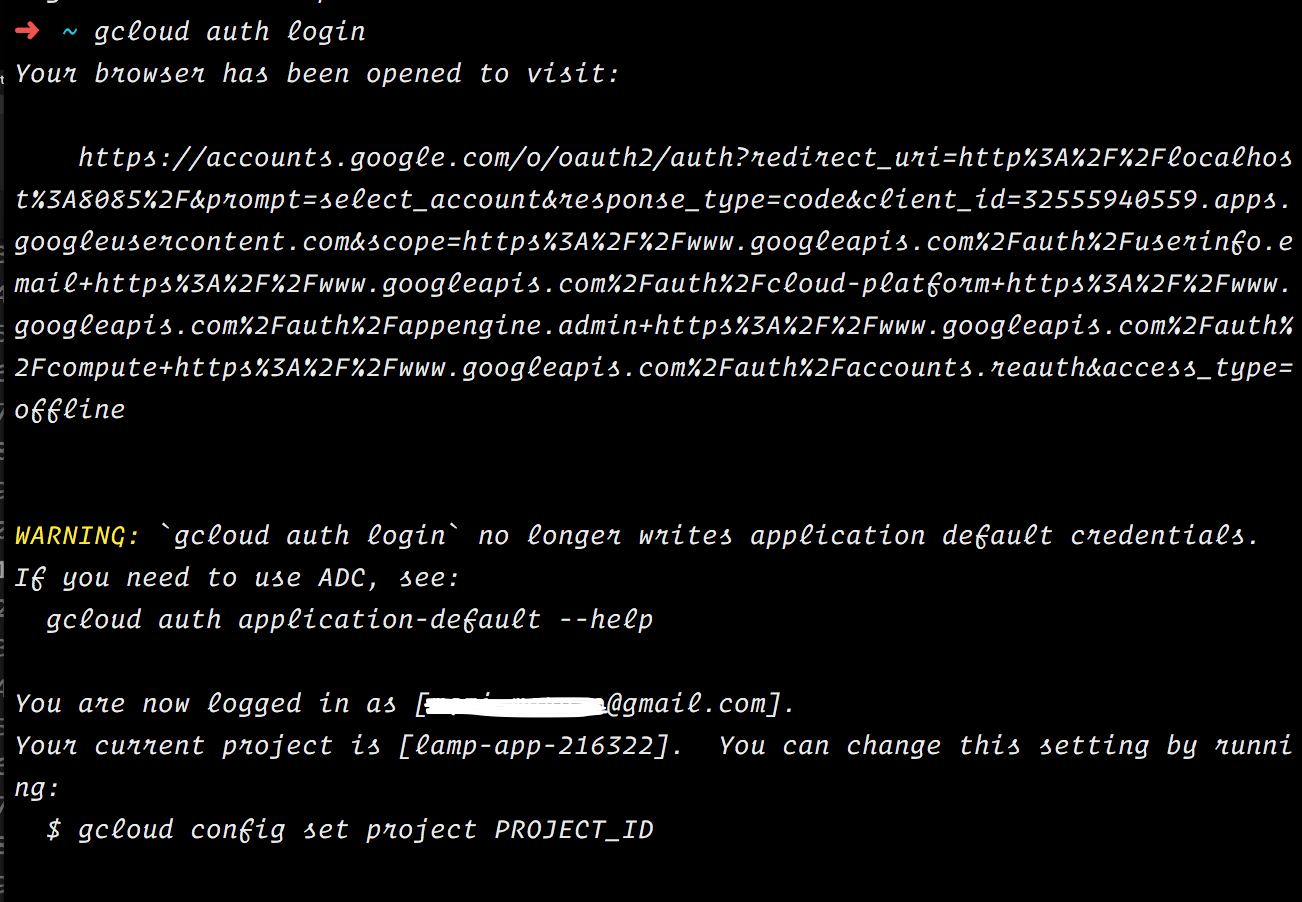 ➜ ~ gcloud auth login
Your browser has been opened to visit:
https://accounts.google.com/o/oauth2/auth?redirect_uri=http%3A%2F%2Flocalhos
t%3A8085%2F&prompt=select_account&response_type=code&client_id=32555940559.apps.
googleusercontent.com&scope=https%3A%2F%2Fwww.googleapis.com%2Fauth%2Fuserinfo.e
mail+https%3A%2F%2Fwww.googleapis.com%2Fauth%2Fcloud-platform+https%3A%2F%2Fwww.
googleapis.com%2Fauth%2Fappengine.admin+https%3A%2F%2Fwww.googleapis.com%2Fauth%
2Fcompute+https%3A%2F%2Fwww.googleapis.com%2Fauth%2Faccounts.reauth&access_type=
offline
WARNING: `gcloud auth login` no longer writes application default credentials.
If you need to use ADC, see:
gcloud auth application-default --help
You are now logged in as [@gmail.com].
Your current project is [lamp-app-216322]. You can change this setting by runni
ng:
$ gcloud config set project PROJECT_ID